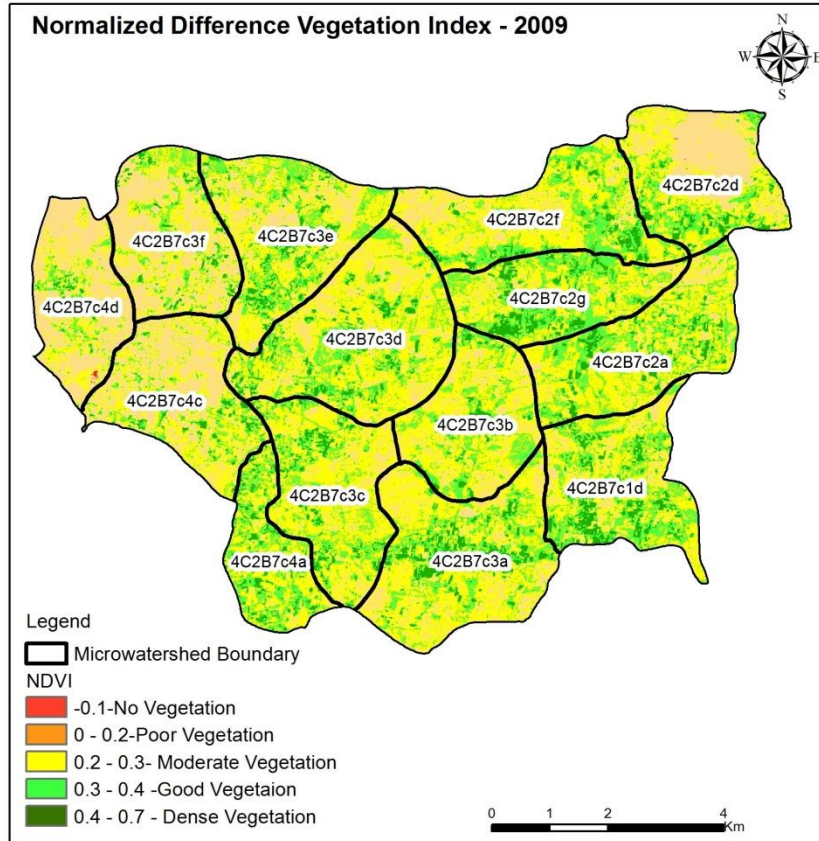 Normalized Difference Vegetation Index - 2009
N
W E
S
4C2B7c2d
4C2B7c2f
4C2B7c3f
4C2B7c3e
4C2B7c2g
4C2B7c4d
4C2B7c3d
4C2B7c2a
4C2B7c4c
4C2B7c3b
4C2B7c3c
4C2B7c1d
4C2B7c4a
4C2B7c3a
Legend
Microwatershed Boundary
NDVI
-0.1-No Vegetation
0 - 0.2-Poor Vegetation
0.2 - 0.3- Moderate Vegetation
0.3 - 0.4 -Good Vegetaion
0.4 - 0.7 - Dense Vegetation
0 1 2 4
Km